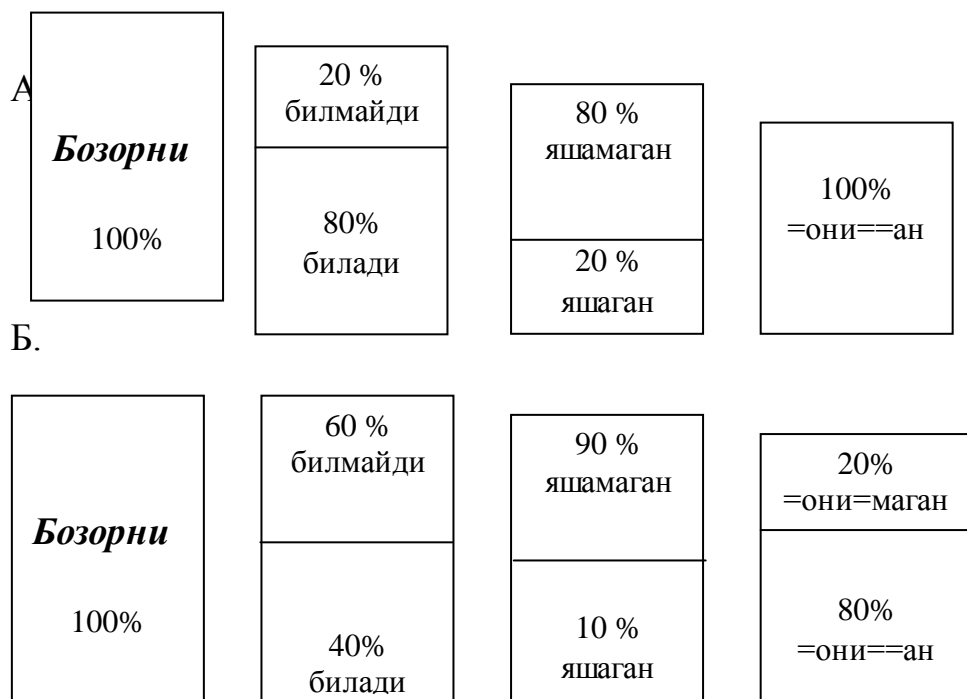 А
Бозорни
100%
20 %
билмайди
80%
билади
80 %
яшамаган
20 %
яшаган
100%
=они==ан
Б.
Бозорни
100%
60 %
билмайди
40%
билади
90 %
яшамаган
10 %
яшаган
20%
=они=маган
80%
=они==ан